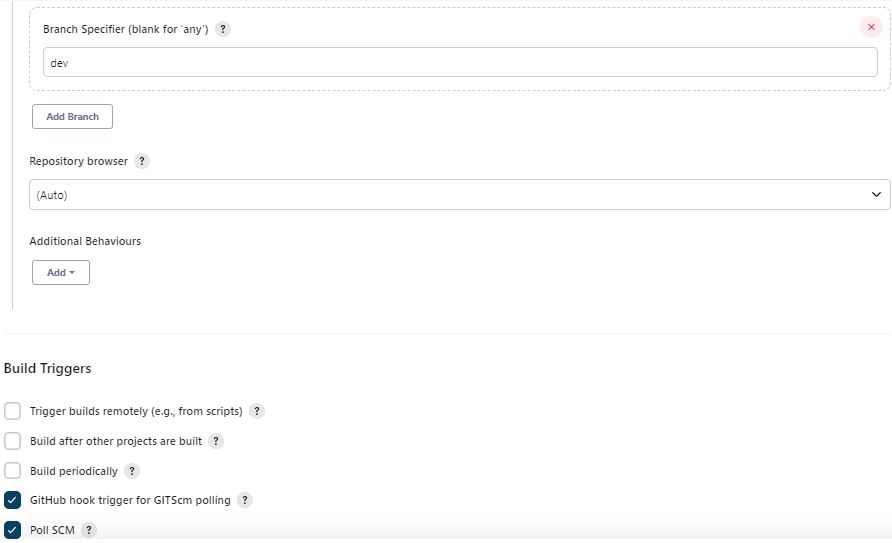 Branch Specifier (blank for 'any') ?
dev
Add Branch
Repository browser ?
(Auto)
Additional Behaviours
Add
Build Triggers
Trigger builds remotely (e.g., from scripts) ?
Build after other projects are built ?
Build periodically ?
GitHub hook trigger for GITScm polling ?
Poll SCM ?